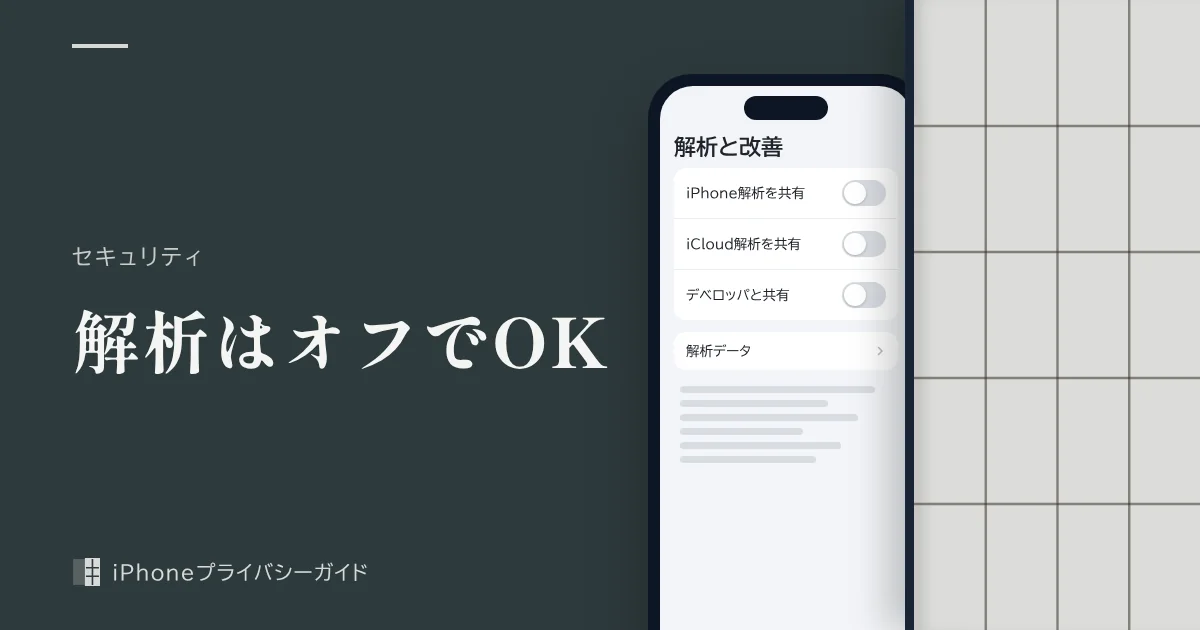 セキュリティ
解析はオフでOK
iPhoneプライバシーガイド
解析と改善
iPhone解析を共有
iCloud解析を共有
デベロッパと共有
解析データ